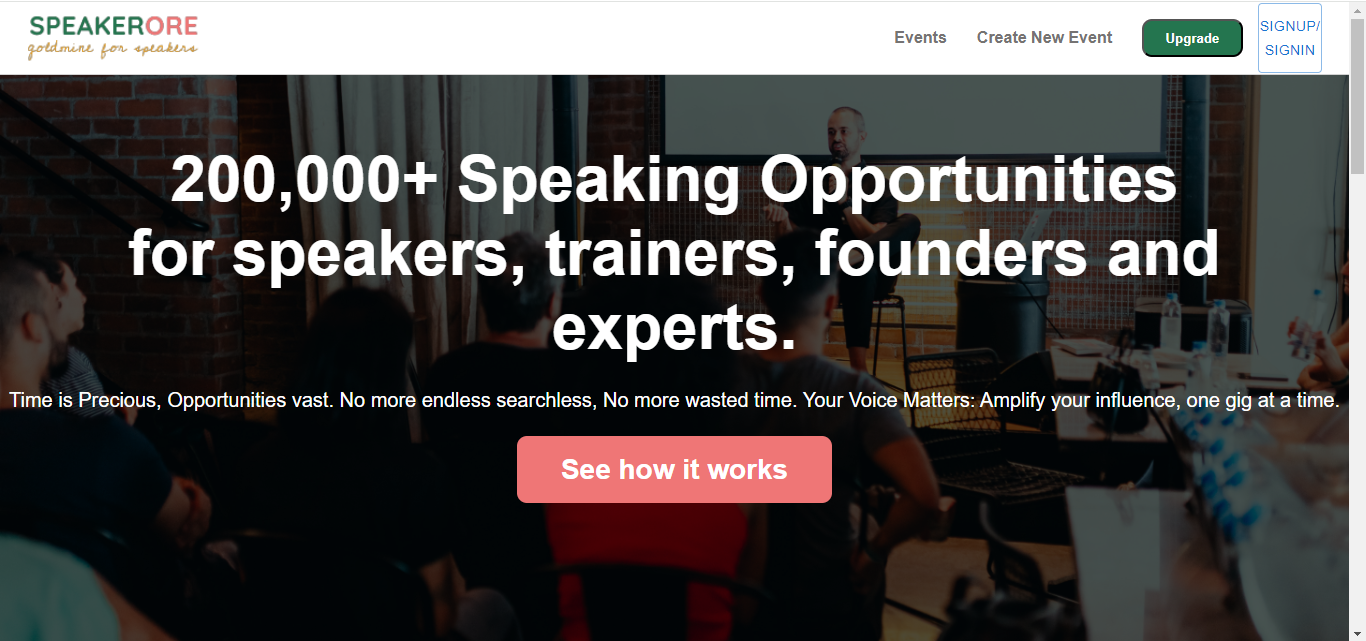 SPEAKERORE
goldmine for speakers
Events
Create New Event
Upgrade
SIGNUP/
SIGNIN
200,000+ Speaking Opportunities
for speakers, trainers, founders and
experts.
Time is Precious, Opportunities vast. No more endless searchless, No more wasted time. Your Voice Matters: Amplify your influence, one gig at a time.
See how it works